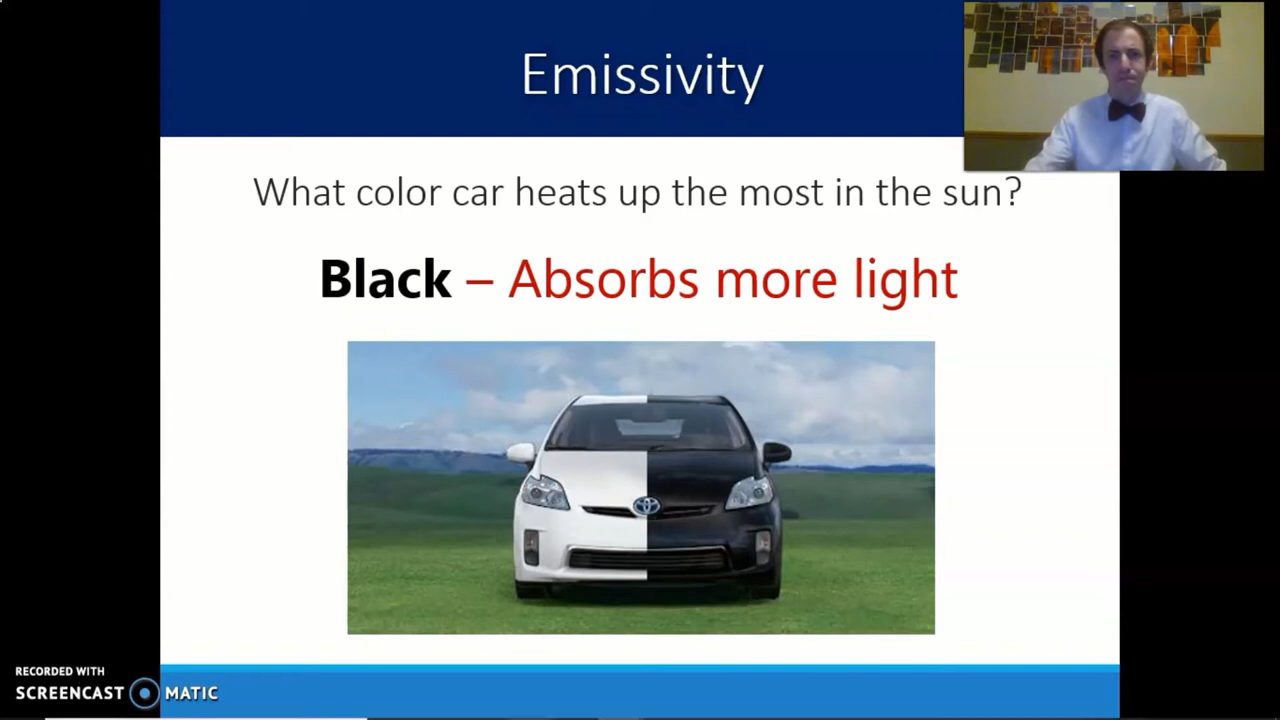 Emissivity
What color car heats up the most in the sun?
Black – Absorbs more light
RECORDED WITH
SCREENCAST MATIC